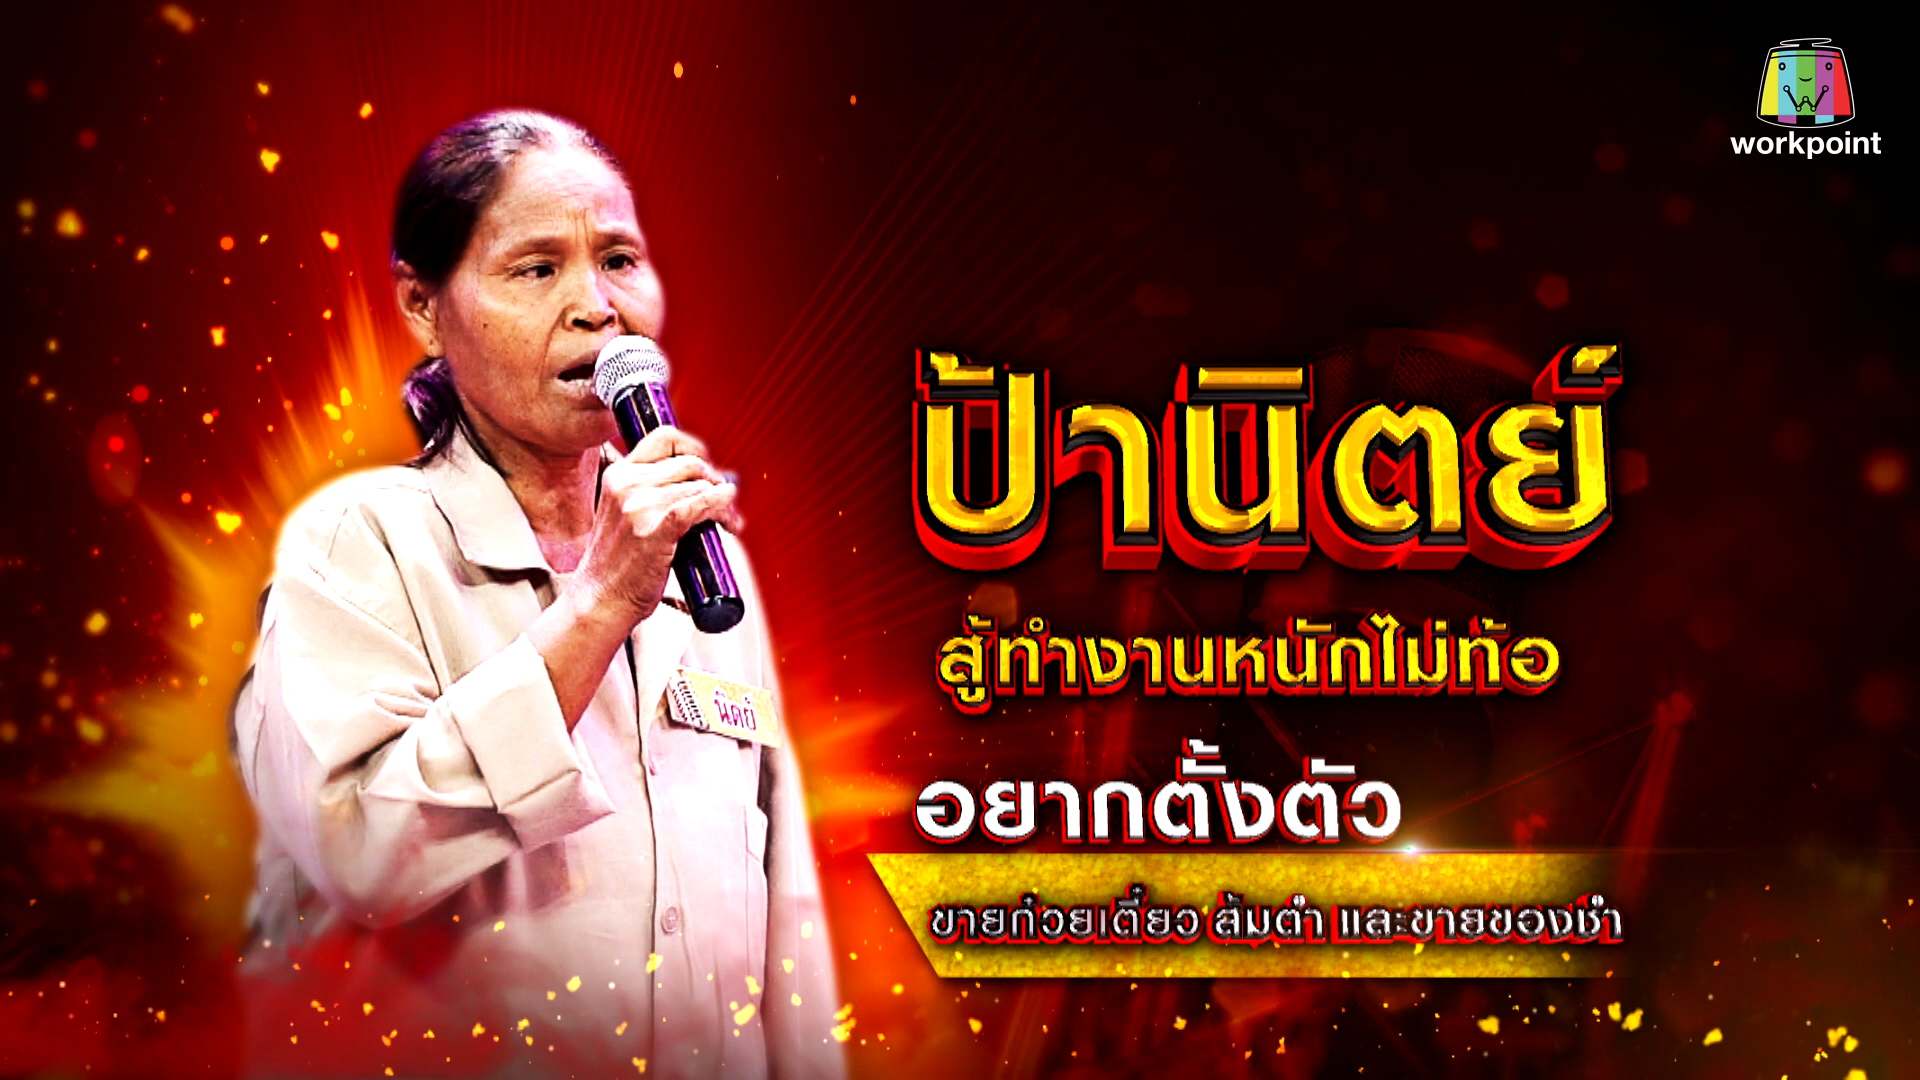 workpoint
ป้านิตย์
สู้ทำงานหนักไม่ท้อ
นิตย์
อยากตั้งตัว
ขายก๋วยเตี๋ยว ส้มตำ และขายของชำ